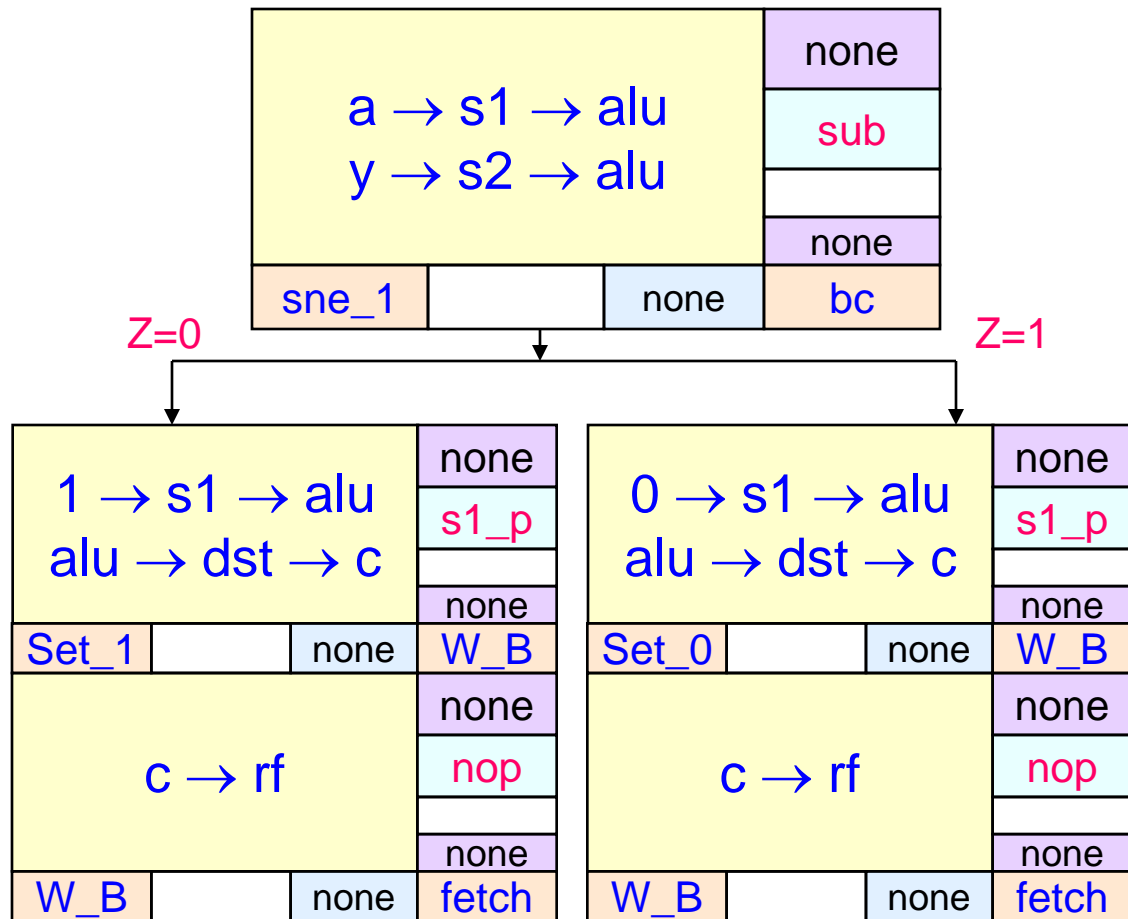 none
a → s1 → alu
sub
y → s2 → alu
none
sne_1 none bc
Z=0 Z=1
none
1 → s1 → alu
s1_p
alu → dst → c
none
Set_1 none W_B
none
0 → s1 → alu
s1_p
alu → dst → c
none
Set_0 none W_B
none
c → rf
nop
none
W_B none fetch
none
c → rf
nop
none
W_B none fetch